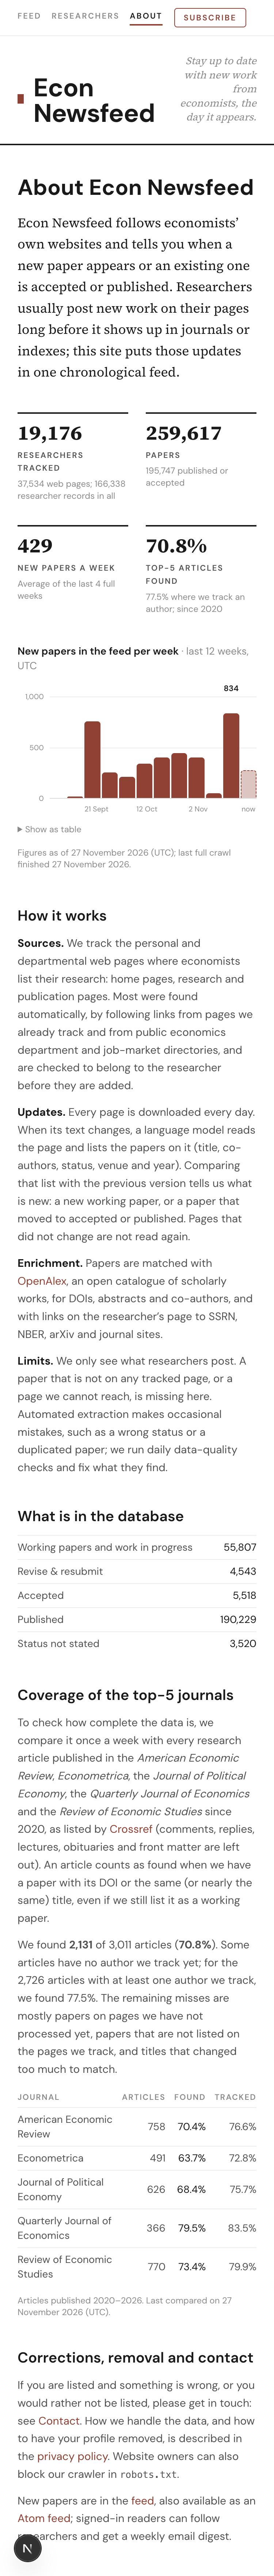 FEED RESEARCHERS ABOUT SUBSCRIBE
Econ
Newsfeed
Stay up to date
with new work
from
economists, the
day it appears.
About Econ Newsfeed
Econ Newsfeed follows economists'
own websites and tells you when a
new paper appears or an existing one
is accepted or published. Researchers
usually post new work on their pages
long before it shows up in journals or
indexes; this site puts those updates
in one chronological feed.
19,176
RESEARCHERS
TRACKED
37,534 web pages; 166,338
researcher records in all
259,617
PAPERS
195,747 published or
accepted
429
NEW PAPERS A WEEK
Average of the last 4 full
weeks
70.8%
TOP-5 ARTICLES
FOUND
77.5% where we track an
author; since 2020
New papers in the feed per week · last 12 weeks,
UTC
834
1,000
500
0
21 Sept 12 Oct 2 Nov now
▶ Show as table
Figures as of 27 November 2026 (UTC); last full crawl
finished 27 November 2026.
How it works
Sources. We track the personal and
departmental web pages where economists
list their research: home pages, research and
publication pages. Most were found
automatically, by following links from pages we
already track and from public economics
department and job-market directories, and
are checked to belong to the researcher
before they are added.
Updates. Every page is downloaded every day.
When its text changes, a language model reads
the page and lists the papers on it (title, co-
authors, status, venue and year). Comparing
that list with the previous version tells us what
is new: a new working paper, or a paper that
moved to accepted or published. Pages that
did not change are not read again.
Enrichment. Papers are matched with
OpenAlex, an open catalogue of scholarly
works, for DOIs, abstracts and co-authors, and
with links on the researcher's page to SSRN,
NBER, arXiv and journal sites.
Limits. We only see what researchers post. A
paper that is not on any tracked page, or a
page we cannot reach, is missing here.
Automated extraction makes occasional
mistakes, such as a wrong status or a
duplicated paper; we run daily data-quality
checks and fix what they find.
What is in the database
Working papers and work in progress 55,807
Revise & resubmit 4,543
Accepted 5,518
Published 190,229
Status not stated 3,520
Coverage of the top-5 journals
To check how complete the data is, we
compare it once a week with every research
article published in the American Economic
Review, Econometrica, the Journal of Political
Economy, the Quarterly Journal of Economics
and the Review of Economic Studies since
2020, as listed by Crossref (comments, replies,
lectures, obituaries and front matter are left
out). An article counts as found when we have
a paper with its DOI or the same (or nearly the
same) title, even if we still list it as a working
paper.
We found 2,131 of 3,011 articles (70.8%). Some
articles have no author we track yet; for the
2,726 articles with at least one author we track,
we found 77.5%. The remaining misses are
mostly papers on pages we have not
processed yet, papers that are not listed on
the pages we track, and titles that changed
too much to match.
JOURNAL ARTICLES FOUND TRACKED
American Economic
Review 758 70.4% 76.6%
Econometrica 491 63.7% 72.8%
Journal of Political
Economy 626 68.4% 75.7%
Quarterly Journal of
Economics 366 79.5% 83.5%
Review of Economic
Studies 770 73.4% 79.9%
Articles published 2020–2026. Last compared on 27
November 2026 (UTC).
Corrections, removal and contact
If you are listed and something is wrong, or you
would rather not be listed, please get in touch:
see Contact. How we handle the data, and how
to have your profile removed, is described in
the privacy policy. Website owners can also
block our crawler in robots.txt.
New papers are in the feed, also available as an
Atom feed; signed-in readers can follow
researchers and get a weekly email digest.
N